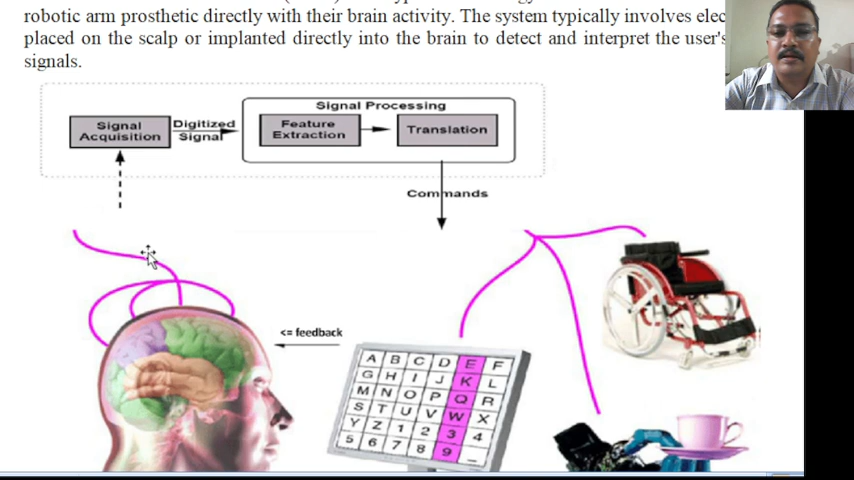 robotic arm prosthetic directly with their brain activity. The system typically involves elec
placed on the scalp or implanted directly into the brain to detect and interpret the user's
signals.
Signal Processing
Signal
Acquisition
Digitized
Signal
Feature
Extraction
Translation
Commands
<= feedback
A B C D E F
G H I J K L
M N O P Q R
S T U V W X
Y Z 1 2 3 4
5 6 7 8 9 _